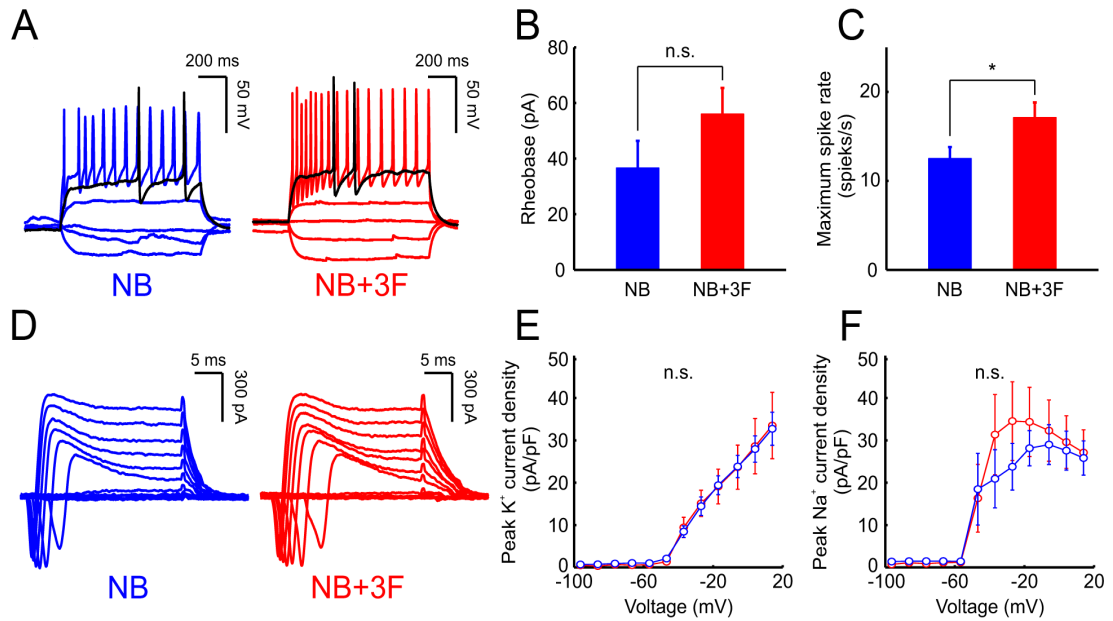 A
200 ms
50 mV
200 ms
50 mV
NB
NB+3F
B
n.s.
80
60
40
20
0
Rheobase (pA)
NB
NB+3F
C
*
20
10
0
Maximum spike rate
(spieks/s)
NB
NB+3F
D
5 ms
300 pA
5 ms
300 pA
NB
NB+3F
E
n.s.
50
40
30
20
10
0
Peak K⁺ current density
(pA/pF)
-100
-60
-20
20
Voltage (mV)
F
n.s.
50
40
30
20
10
0
Peak Na⁺ current density
(pA/pF)
-100
-60
-20
20
Voltage (mV)